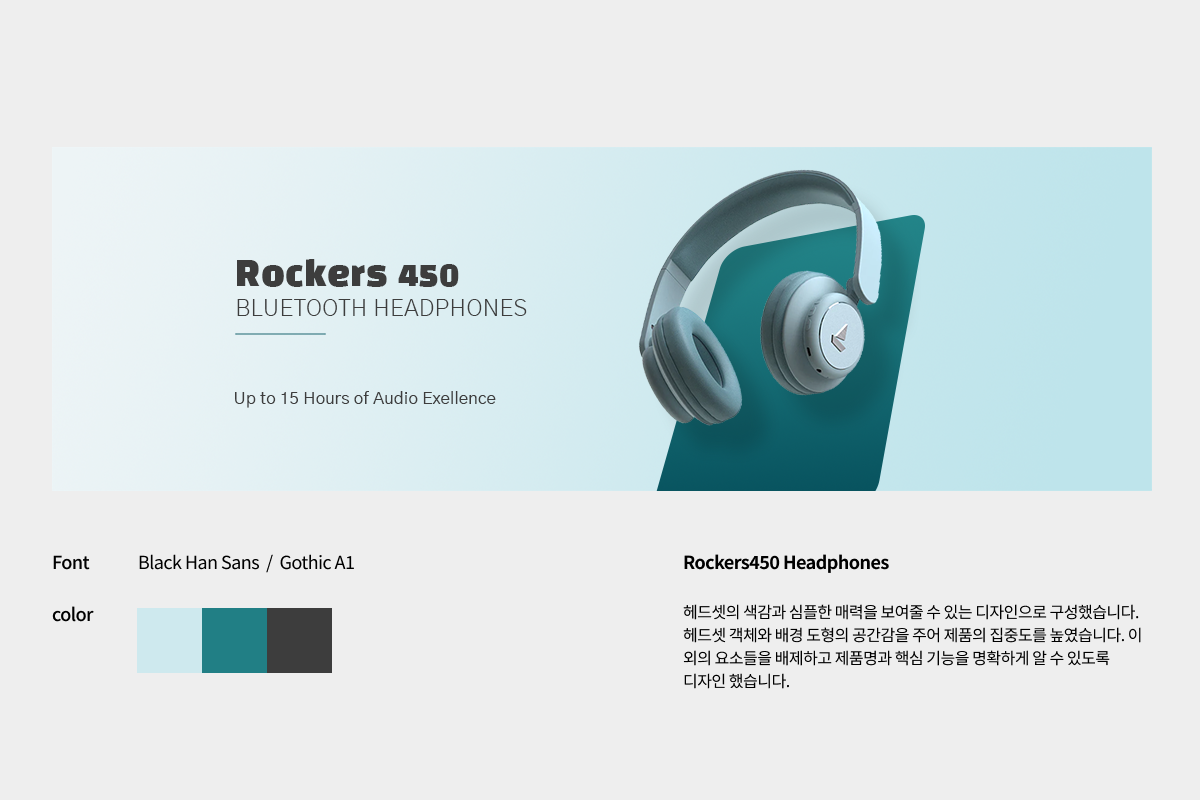 Rockers 450
BLUETOOTH HEADPHONES
Up to 15 Hours of Audio Exellence
Font
Black Han Sans / Gothic A1
color
Rockers450 Headphones
헤드셋의 색감과 심플한 매력을 보여줄 수 있는 디자인으로 구성했습니다.
헤드셋 객체와 배경 도형의 공간감을 주어 제품의 집중도를 높였습니다. 이
외의 요소들을 배제하고 제품명과 핵심 기능을 명확하게 알 수 있도록
디자인 했습니다.